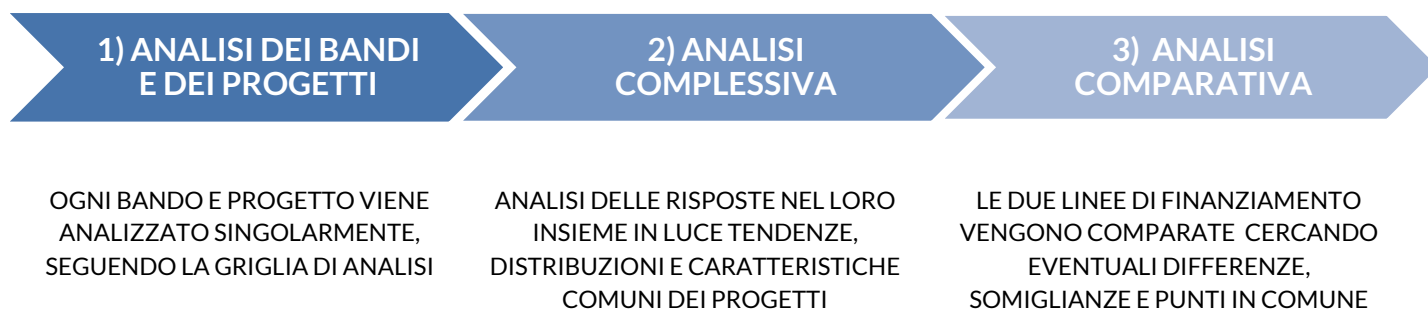 1) ANALISI DEI BANDI
E DEI PROGETTI
2) ANALISI
COMPLESSIVA
3) ANALISI
COMPARATIVA
OGNI BANDO E PROGETTO VIENE
ANALIZZATO SINGOLARMENTE,
SEGUENDO LA GRIGLIA DI ANALISI
ANALISI DELLE RISPOSTE NEL LORO
INSIEME IN LUCE TENDENZE,
DISTRIBUZIONI E CARATTERISTICHE
COMUNI DEI PROGETTI
LE DUE LINEE DI FINANZIAMENTO
VENGONO COMPARATE CERCANDO
EVENTUALI DIFFERENZE,
SOMIGLIANZE E PUNTI IN COMUNE